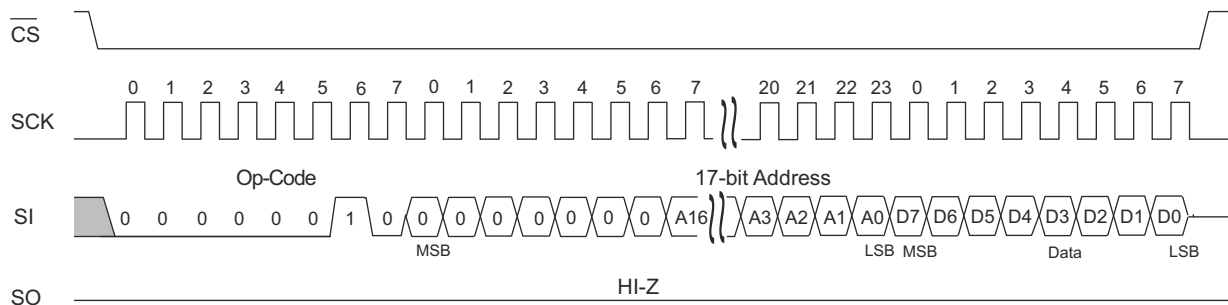 CS
0 1 2 3 4 5 6 7 0 1 2 3 4 5 6 7 20 21 22 23 0 1 2 3 4 5 6 7
SCK
Op-Code 17-bit Address
SI 0 0 0 0 0 0 1 0 0 0 0 0 0 0 0 A16 A3 A2 A1 A0 D7 D6 D5 D4 D3 D2 D1 D0
MSB LSB MSB Data LSB
HI-Z
SO